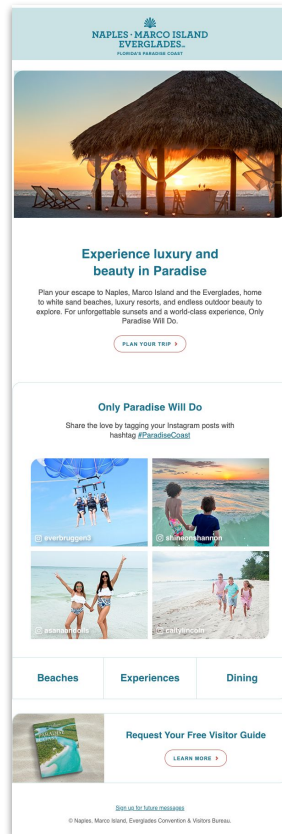 NAPLES · MARCO ISLAND
EVERGLADES
FLORIDA'S PARADISE COAST
Experience luxury and
beauty in Paradise
Plan your escape to Naples, Marco Island and the Everglades, home
to white sand beaches, luxury resorts, and endless outdoor beauty to
explore. For unforgettable sunsets and a world-class experience, Only
Paradise Will Do.
PLAN YOUR TRIP >
Only Paradise Will Do
Share the love by tagging your Instagram posts with
hashtag #ParadiseCoast
everbruggen3
shineonshannon
asansandolls
caitylincoln
Beaches
Experiences
Dining
PARADISE
Request Your Free Visitor Guide
LEARN MORE >
Sign up for future messages
© Naples, Marco Island, Everglades Convention & Visitors Bureau.